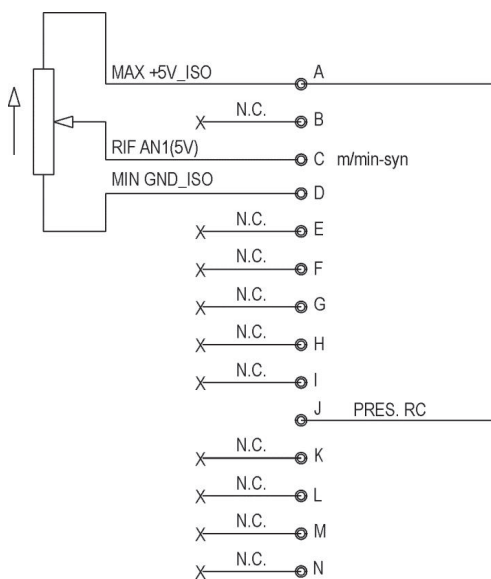 MAX +5V_ISO A
N.C. B
RIF AN1(5V) C m/min-syn
MIN GND_ISO D
N.C. E
N.C. F
N.C. G
N.C. H
N.C. I
J PRES. RC
N.C. K
N.C. L
N.C. M
N.C. N